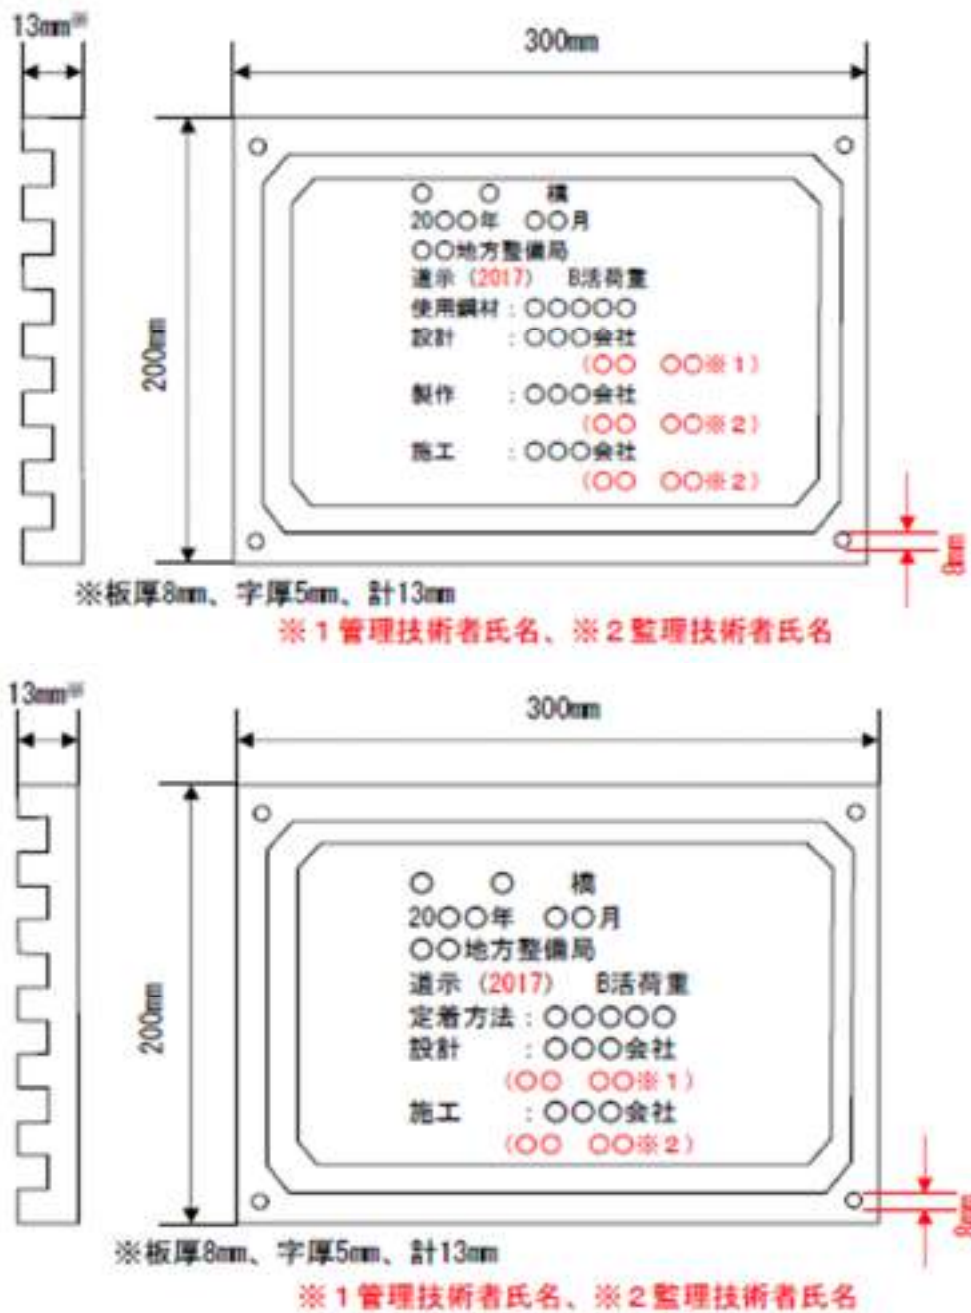 13mm※
300mm
200mm
○ ○ 橋
20○○年 ○○月
○○地方整備局
道示（2017） B活荷重
使用鋼材：○○○○○
設計 ：○○○会社
（○○ ○○※１）
製作 ：○○○会社
（○○ ○○※２）
施工 ：○○○会社
（○○ ○○※２）
8mm
※板厚8mm、字厚5mm、計13mm
※１管理技術者氏名、※２監理技術者氏名
13mm※
300mm
200mm
○ ○ 橋
20○○年 ○○月
○○地方整備局
道示（2017） B活荷重
定着方法：○○○○○
設計 ：○○○会社
（○○ ○○※１）
施工 ：○○○会社
（○○ ○○※２）
8mm
※板厚8mm、字厚5mm、計13mm
※１管理技術者氏名、※２監理技術者氏名